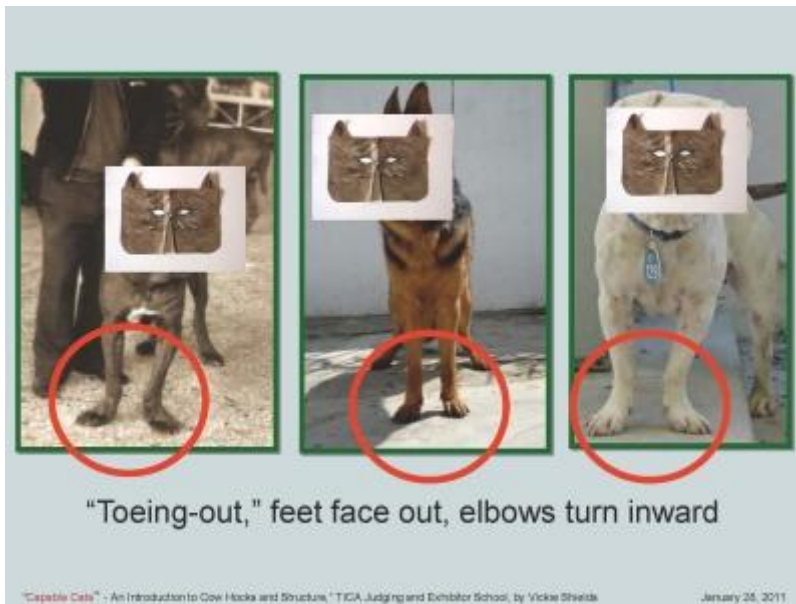 “Toeing-out,” feet face out, elbows turn inward
“Capable Cats™ - An Introduction to Cow Hocks and Structure,” TICA Judging and Exhibitor School, by Vickie Shields
January 28, 2011